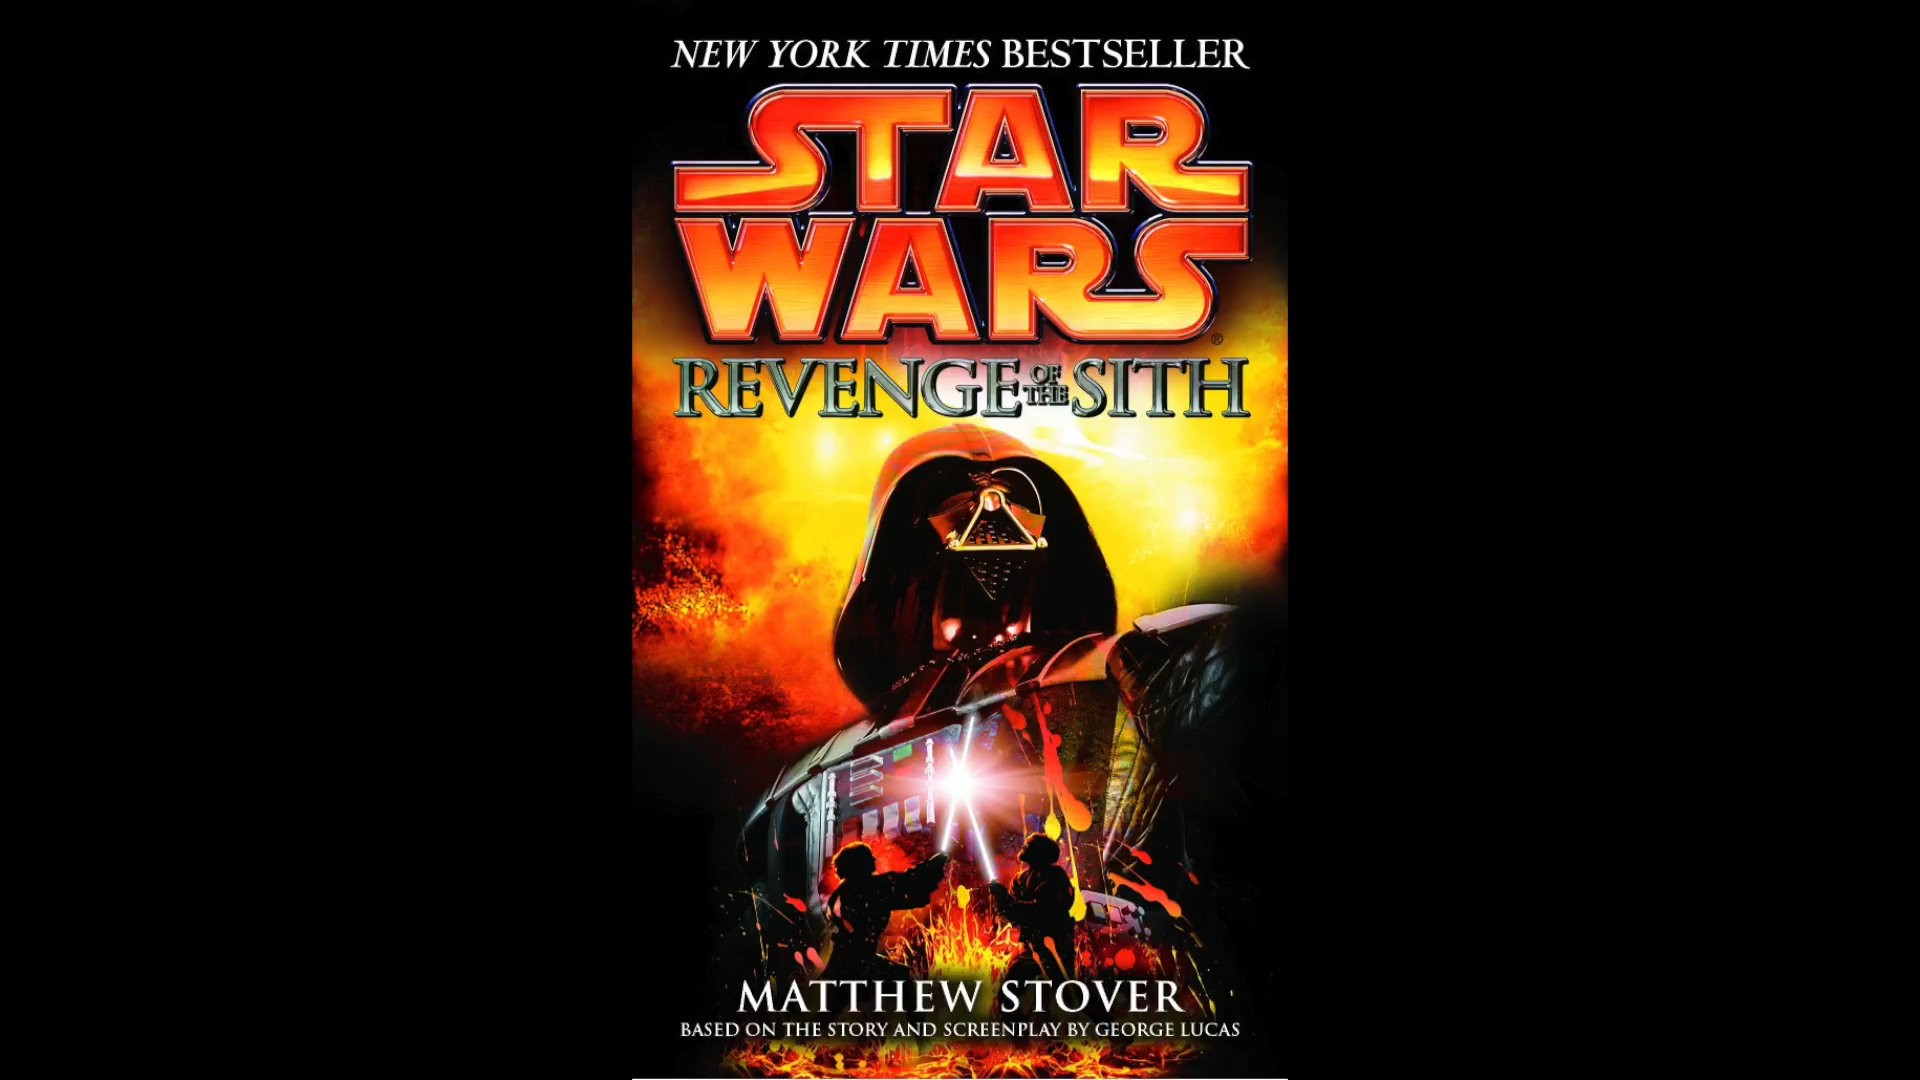 NEW YORK TIMES BESTSELLER
STAR
WARS®
REVENGE OF THE SITH
MATTHEW STOVER
BASED ON THE STORY AND SCREENPLAY BY GEORGE LUCAS